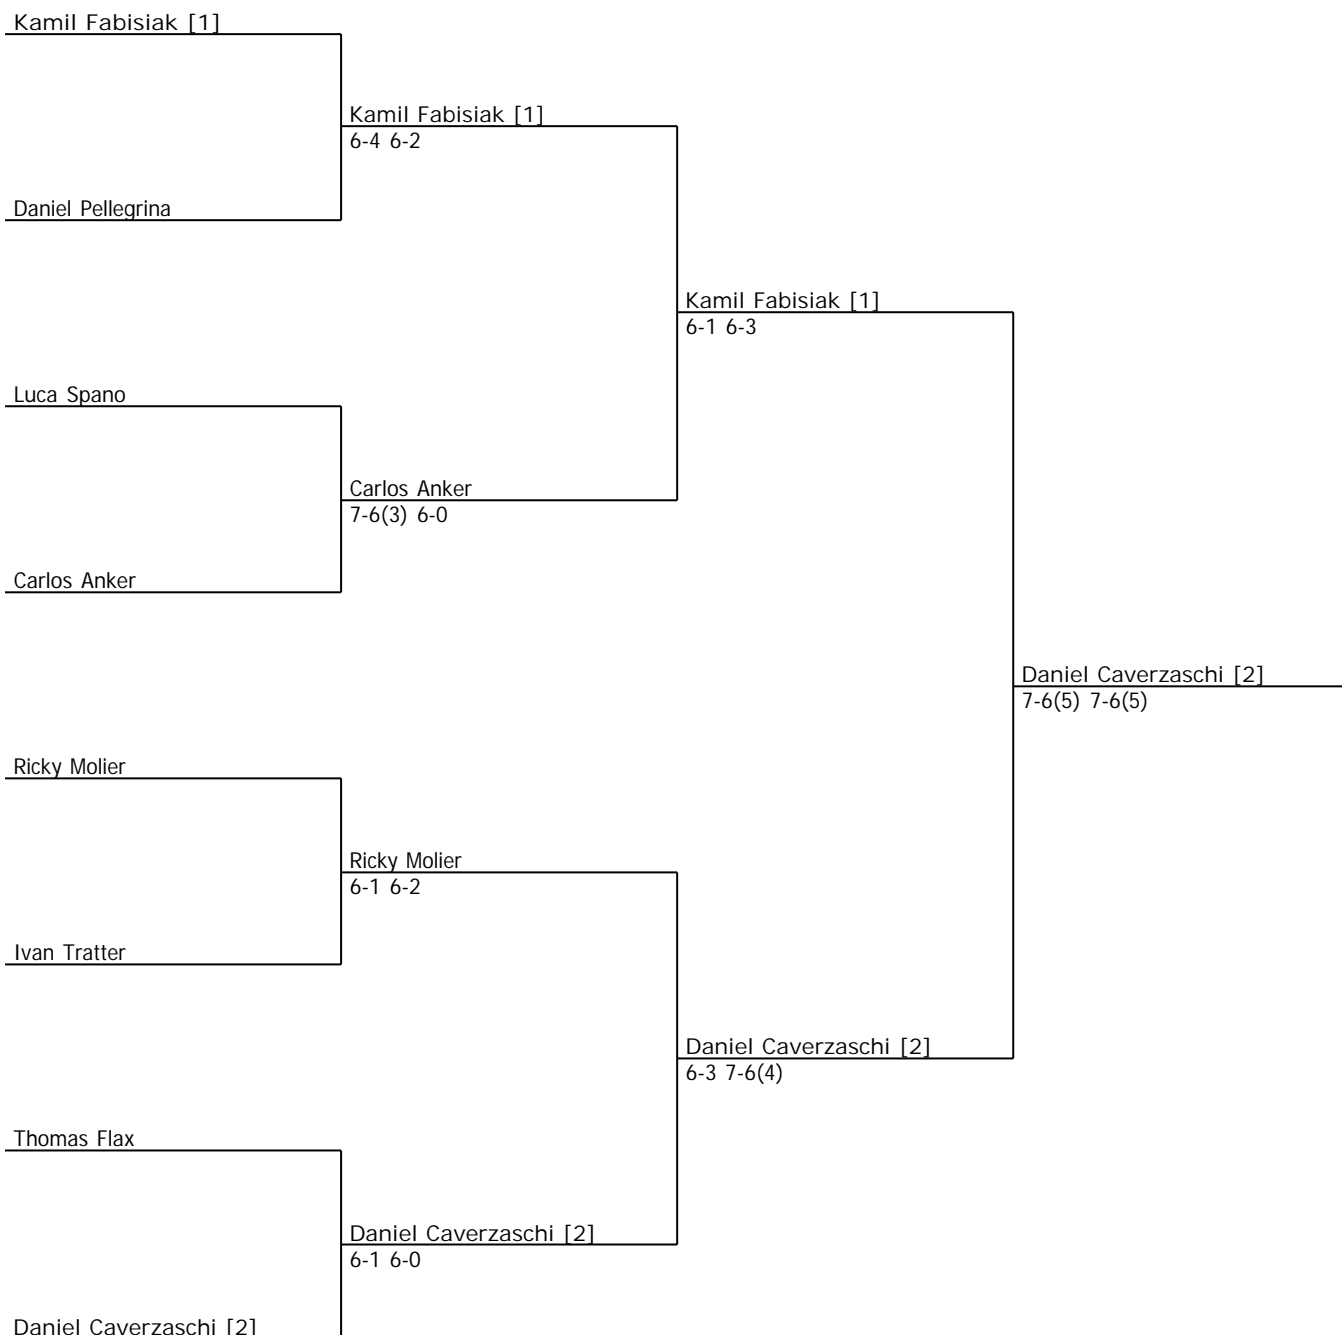 Kamil Fabisiak [1]
Kamil Fabisiak [1]
6-4 6-2
Daniel Pellegrina
Kamil Fabisiak [1]
6-1 6-3
Luca Spano
Carlos Anker
7-6(3) 6-0
Carlos Anker
Daniel Caverzaschi [2]
7-6(5) 7-6(5)
Ricky Molier
Ricky Molier
6-1 6-2
Ivan Tratter
Daniel Caverzaschi [2]
6-3 7-6(4)
Thomas Flax
Daniel Caverzaschi [2]
6-1 6-0
Daniel Caverzaschi [2]